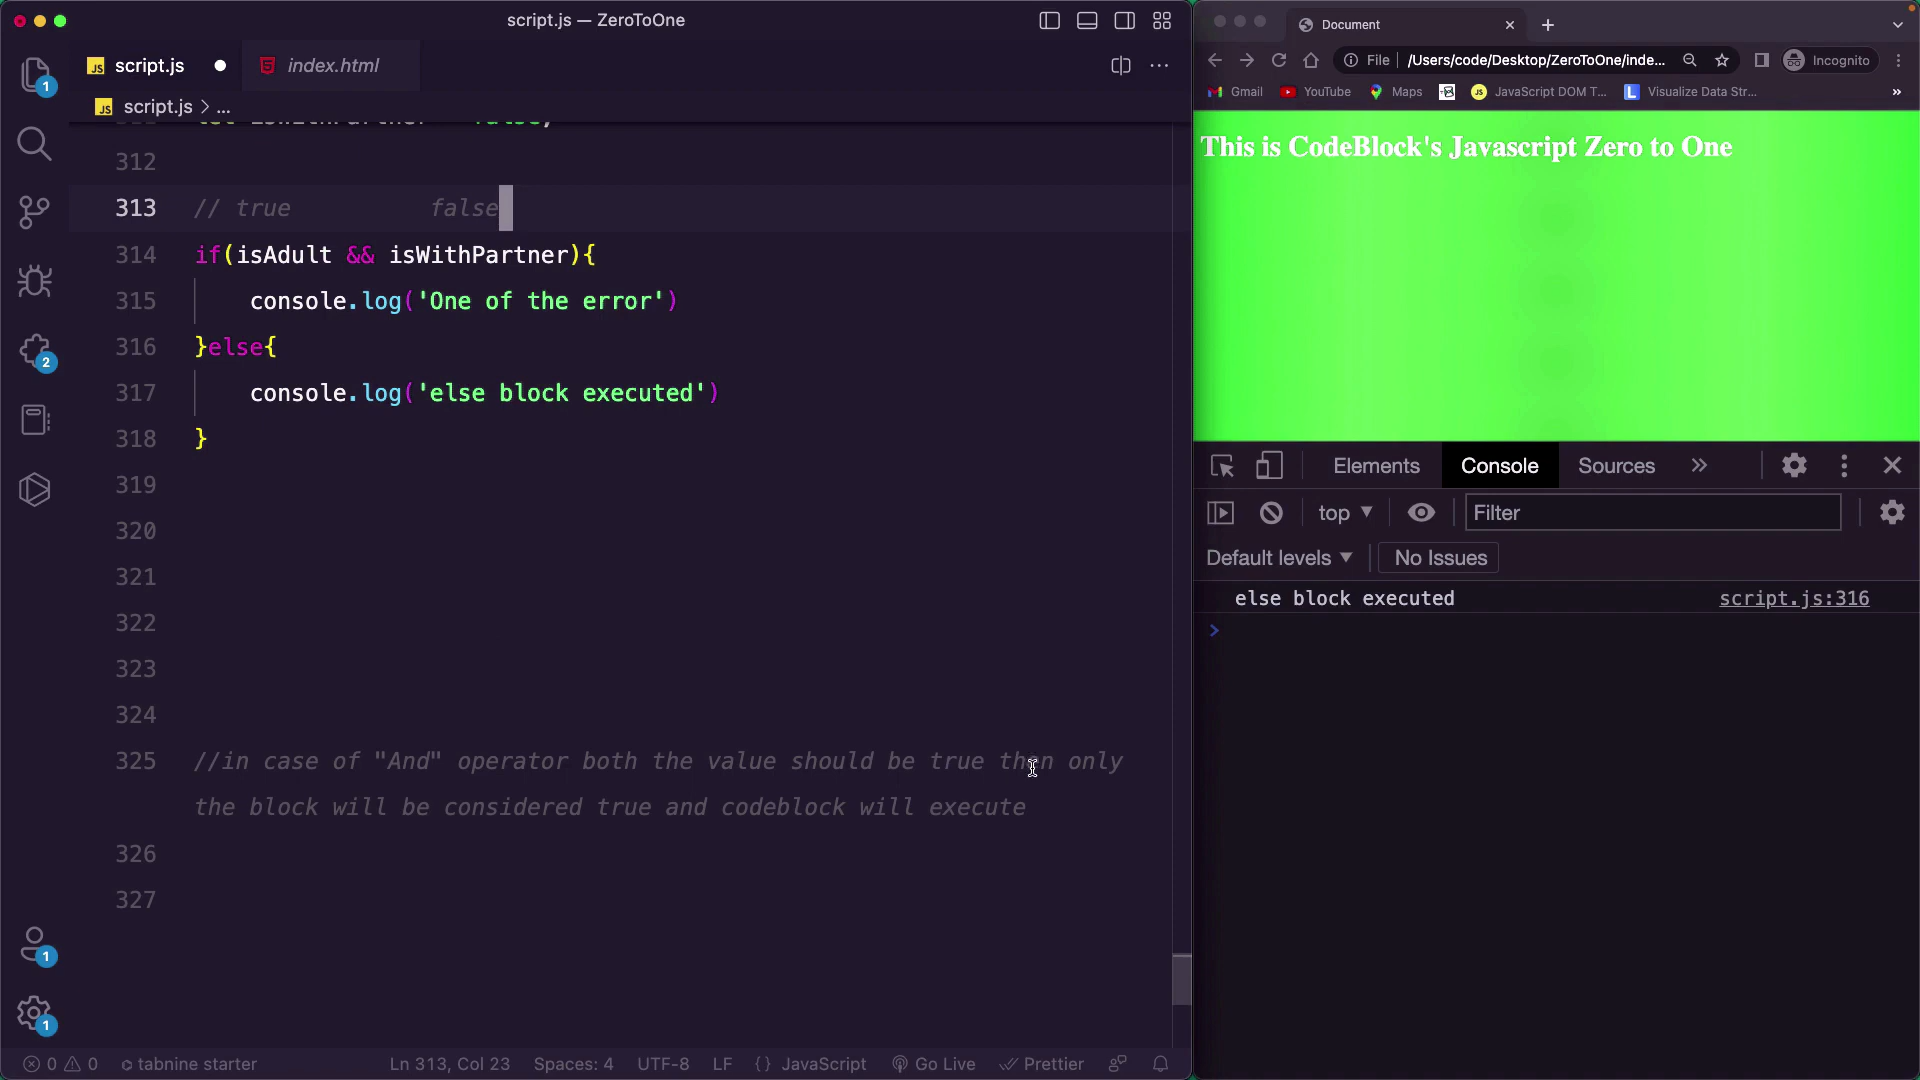 script.js — ZeroToOne
script.js
index.html
script.js > ...
312
313 // true false
314 if(isAdult && isWithPartner){
315 console.log('One of the error')
316 }else{
317 console.log('else block executed')
318 }
319
320
321
322
323
324
325 //in case of "And" operator both the value should be true then only
the block will be considered true and codeblock will execute
326
327
1
2
1
1
0 0 tabnine starter Ln 313, Col 23 Spaces: 4 UTF-8 LF {} JavaScript Go Live Prettier
Document
File /Users/code/Desktop/ZeroToOne/inde... Incognito
Gmail YouTube Maps JavaScript DOM T... Visualize Data Str... »
This is CodeBlock's Javascript Zero to One
Elements Console Sources »
top Filter
Default levels No Issues
else block executed script.js:316
>